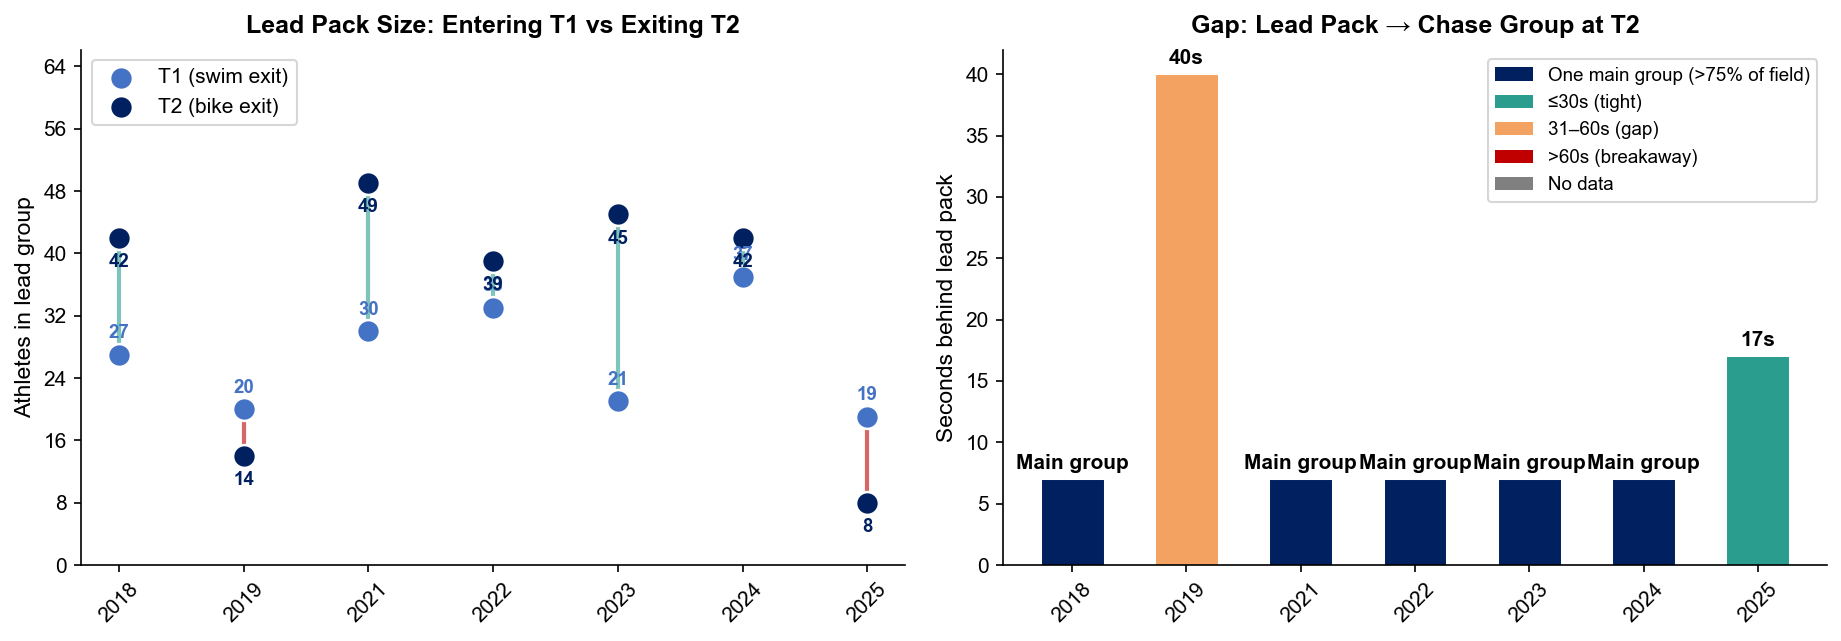 Lead Pack Size: Entering T1 vs Exiting T2
T1 (swim exit)
T2 (bike exit)
Athletes in lead group
64
56
48
40
32
24
16
8
0
42
27
20
14
49
30
39
45
21
42
19
8
2018
2019
2021
2022
2023
2024
2025
Gap: Lead Pack → Chase Group at T2
One main group (>75% of field)
≤30s (tight)
31–60s (gap)
>60s (breakaway)
No data
Seconds behind lead pack
40
35
30
25
20
15
10
5
0
Main group
40s
Main group
Main group
Main group
Main group
17s
2018
2019
2021
2022
2023
2024
2025